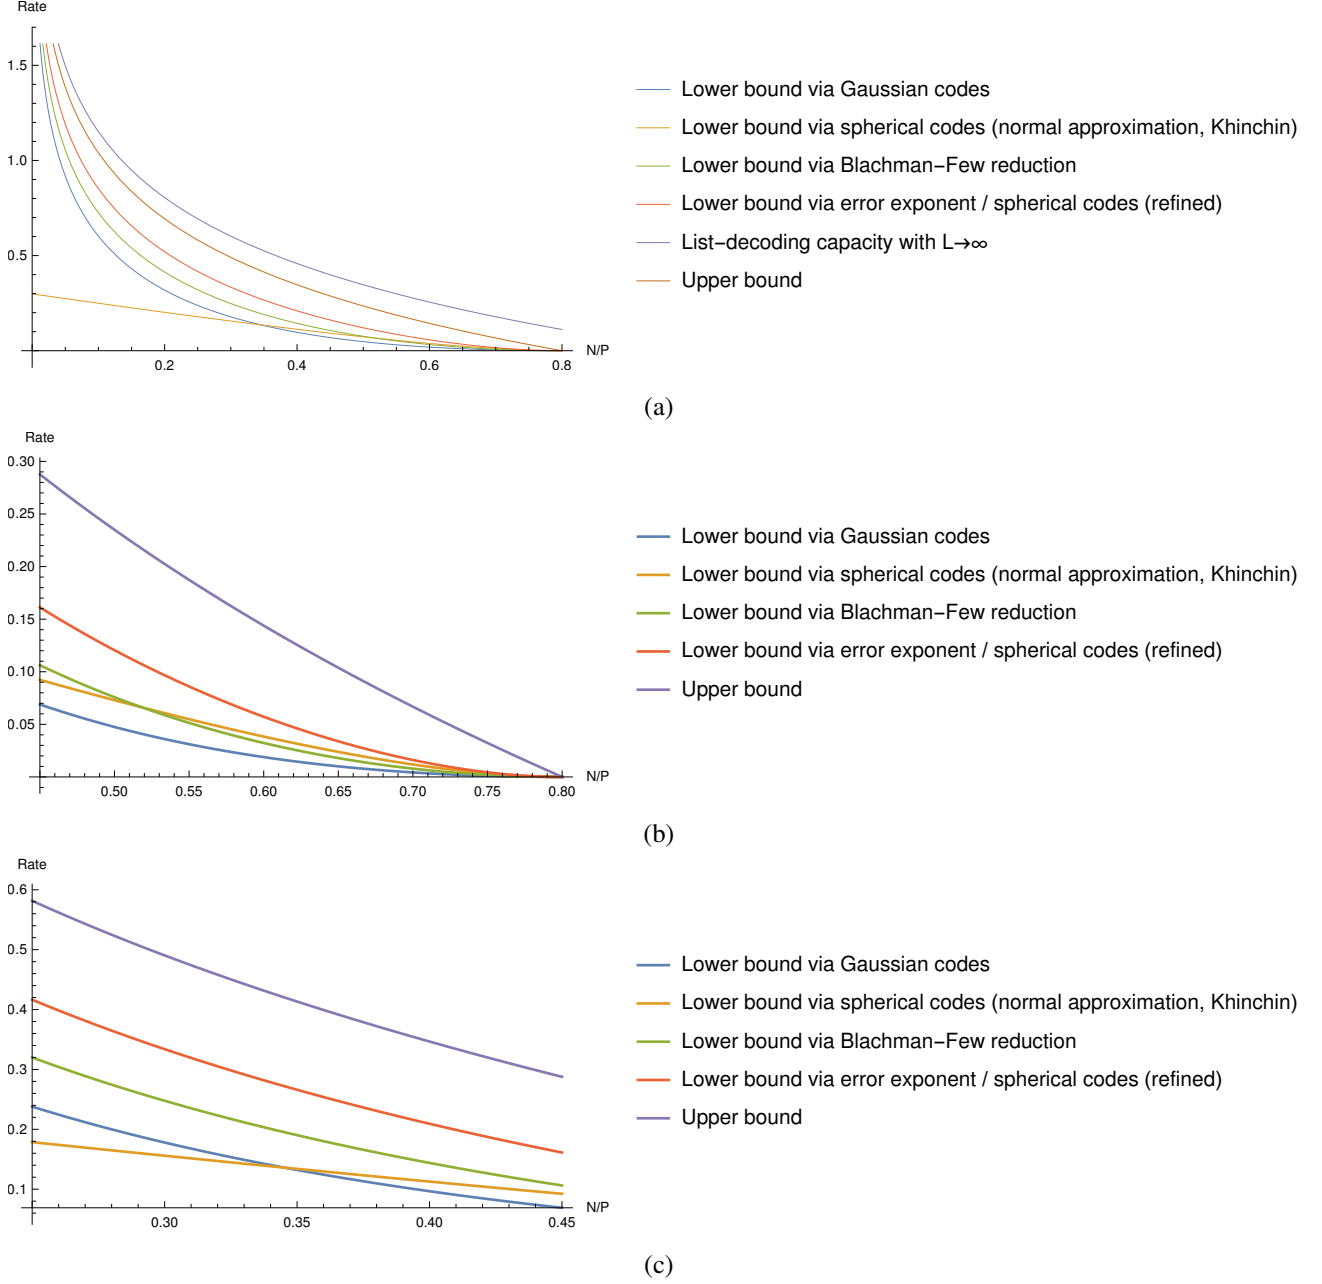 Rate
1.5
1.0
0.5
0.2 0.4 0.6 0.8 N/P
Lower bound via Gaussian codes
Lower bound via spherical codes (normal approximation, Khinchin)
Lower bound via Blachman–Few reduction
Lower bound via error exponent / spherical codes (refined)
List–decoding capacity with L→∞
Upper bound
(a)
Rate
0.30
0.25
0.20
0.15
0.10
0.05
0.50 0.55 0.60 0.65 0.70 0.75 0.80 N/P
Lower bound via Gaussian codes
Lower bound via spherical codes (normal approximation, Khinchin)
Lower bound via Blachman–Few reduction
Lower bound via error exponent / spherical codes (refined)
Upper bound
(b)
Rate
0.6
0.5
0.4
0.3
0.2
0.1
0.30 0.35 0.40 0.45 N/P
Lower bound via Gaussian codes
Lower bound via spherical codes (normal approximation, Khinchin)
Lower bound via Blachman–Few reduction
Lower bound via error exponent / spherical codes (refined)
Upper bound
(c)